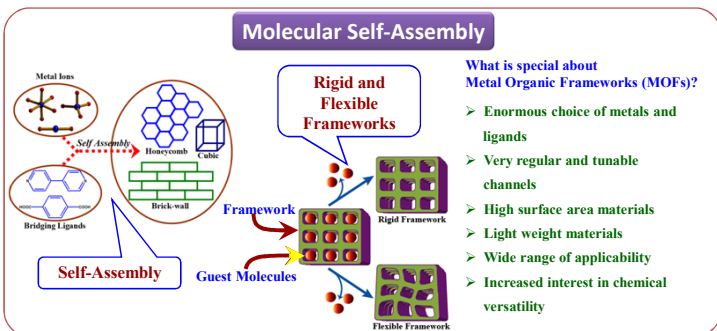 Molecular Self-Assembly
Metal Ions
Self Assembly
Honeycomb
Cubic
Brick-wall
N
N
HOOC
COOH
Bridging Ligands
Self-Assembly
Rigid and
Flexible
Frameworks
Framework
Guest Molecules
Rigid Framework
Flexible Framework
What is special about
Metal Organic Frameworks (MOFs)?
➢ Enormous choice of metals and
ligands
➢ Very regular and tunable
channels
➢ High surface area materials
➢ Light weight materials
➢ Wide range of applicability
➢ Increased interest in chemical
versatility